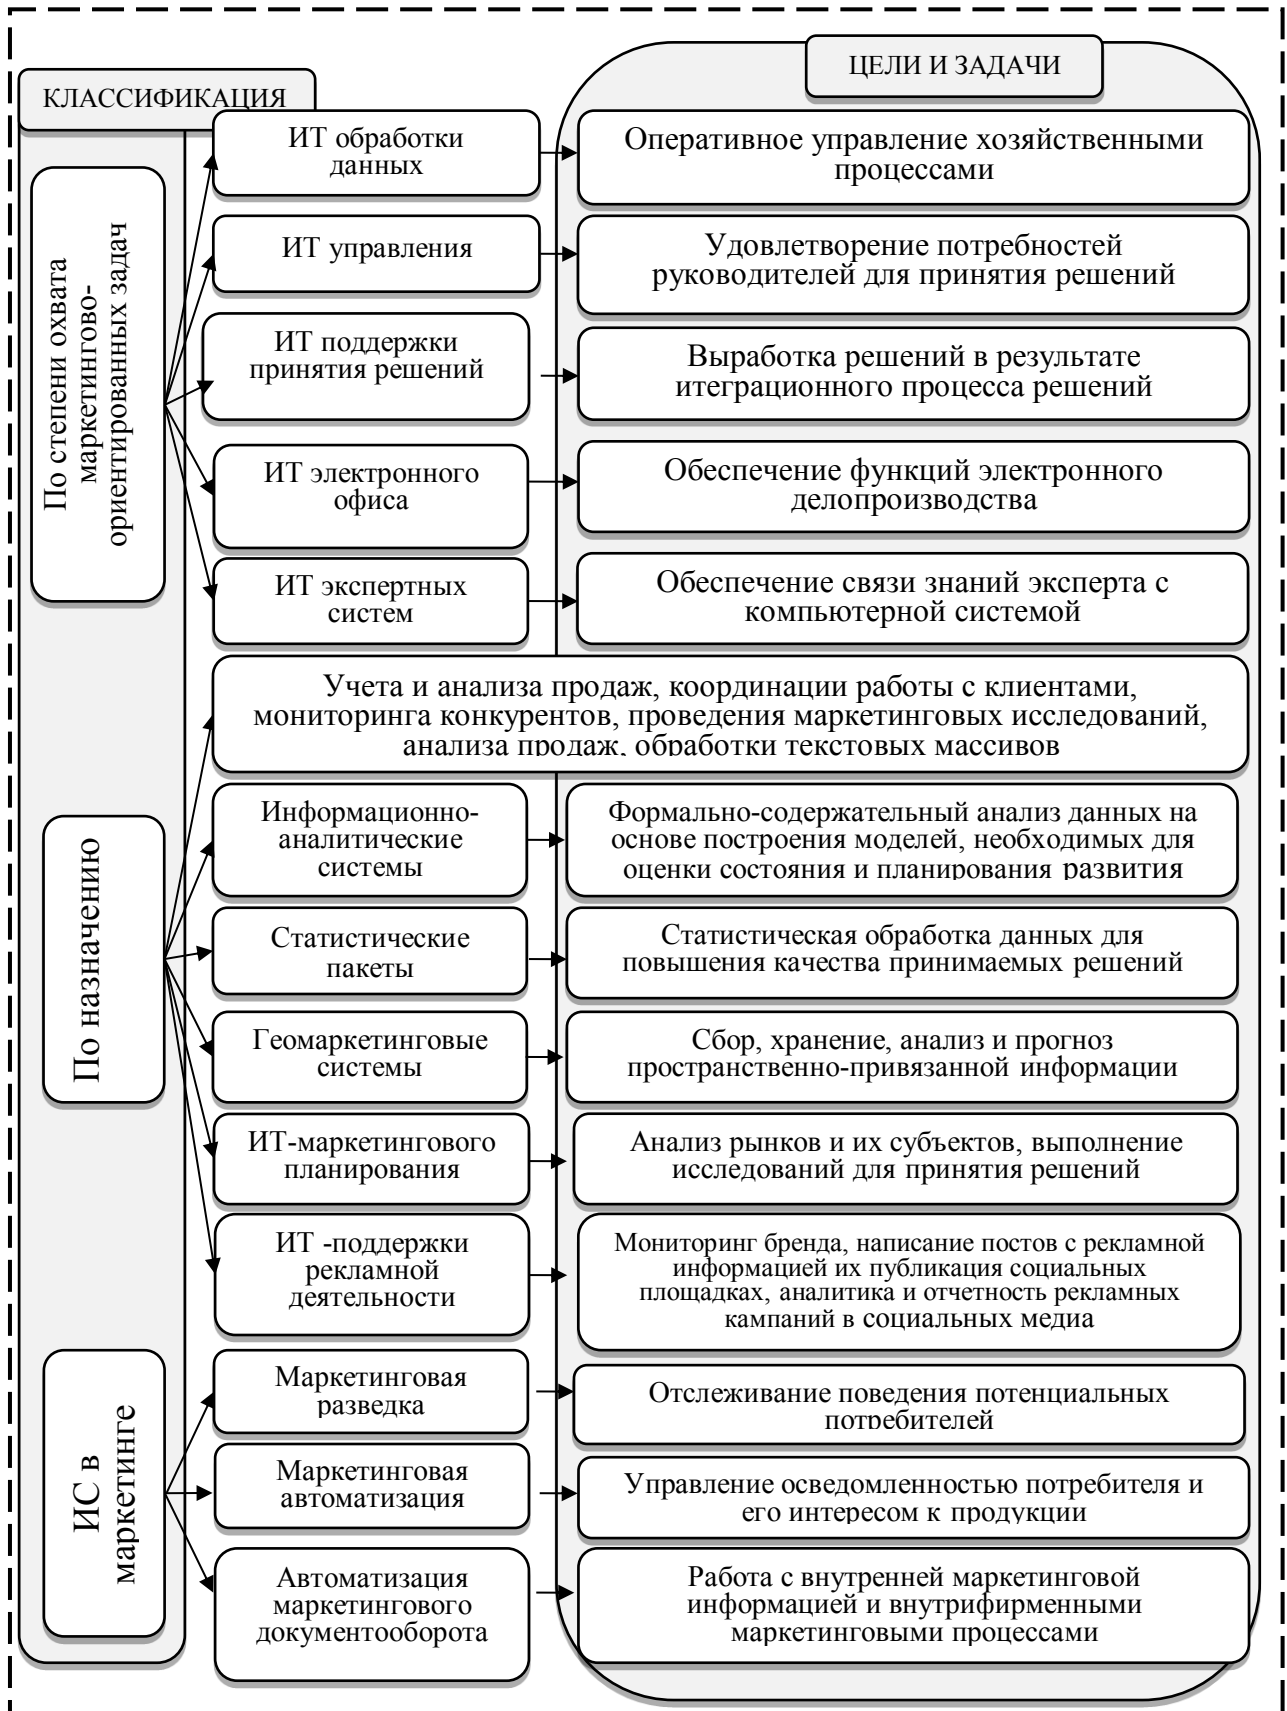 КЛАССИФИКАЦИЯ
ЦЕЛИ И ЗАДАЧИ
По степени охвата
маркетингово-
ориентированных задач
ИТ обработки
данных
Оперативное управление хозяйственными
процессами
ИТ управления
Удовлетворение потребностей
руководителей для принятия решений
ИТ поддержки
принятия решений
Выработка решений в результате
итеграционного процесса решений
ИТ электронного
офиса
Обеспечение функций электронного
делопроизводства
ИТ экспертных
систем
Обеспечение связи знаний эксперта с
компьютерной системой
По назначению
Учета и анализа продаж, координации работы с клиентами,
мониторинга конкурентов, проведения маркетинговых исследований,
анализа продаж, обработки текстовых массивов
Информационно-
аналитические
системы
Формально-содержательный анализ данных на
основе построения моделей, необходимых для
оценки состояния и планирования развития
Статистические
пакеты
Статистическая обработка данных для
повышения качества принимаемых решений
Геомаркетинговые
системы
Сбор, хранение, анализ и прогноз
пространственно-привязанной информации
ИТ-маркетингового
планирования
Анализ рынков и их субъектов, выполнение
исследований для принятия решений
ИТ -поддержки
рекламной
деятельности
Мониторинг бренда, написание постов с рекламной
информацией их публикация социальных
площадках, аналитика и отчетность рекламных
кампаний в социальных медиа
ИС в
маркетинге
Маркетинговая
разведка
Отслеживание поведения потенциальных
потребителей
Маркетинговая
автоматизация
Управление осведомленностью потребителя и
его интересом к продукции
Автоматизация
маркетингового
документооборота
Работа с внутренней маркетинговой
информацией и внутрифирменными
маркетинговыми процессами